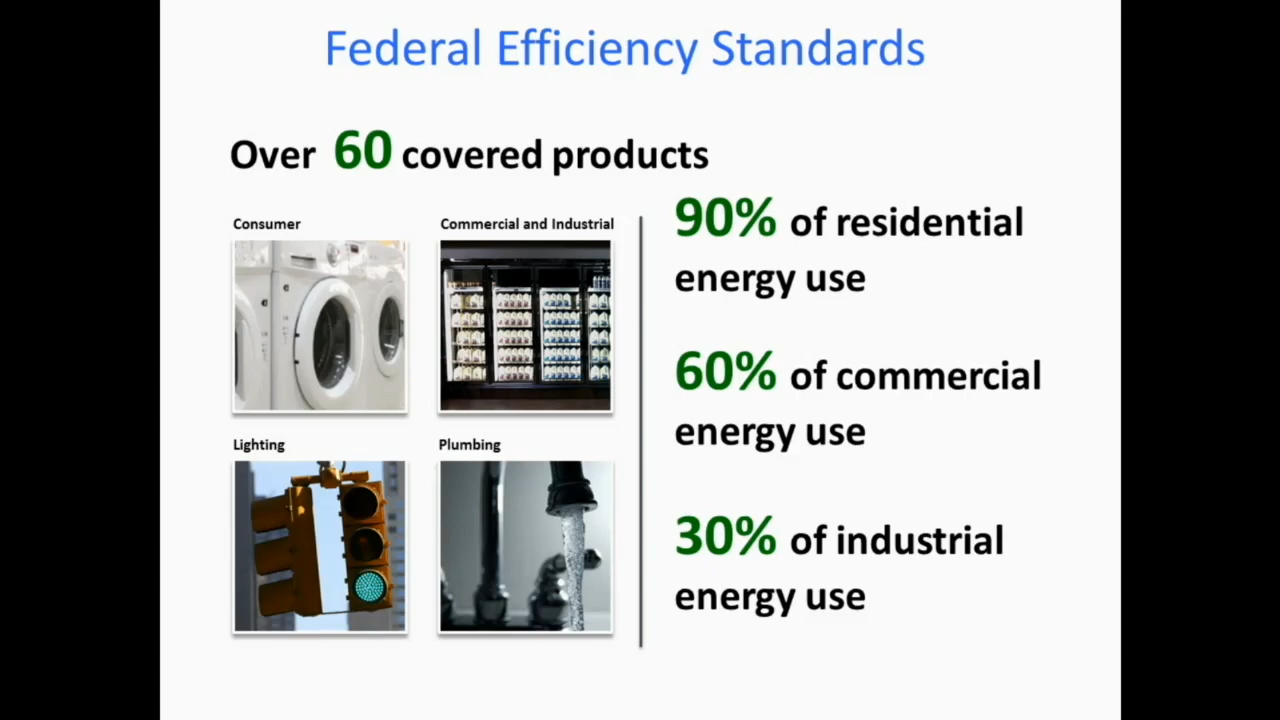 Federal Efficiency Standards
Over 60 covered products
Consumer
Commercial and Industrial
Lighting
Plumbing
90% of residential
energy use
60% of commercial
energy use
30% of industrial
energy use